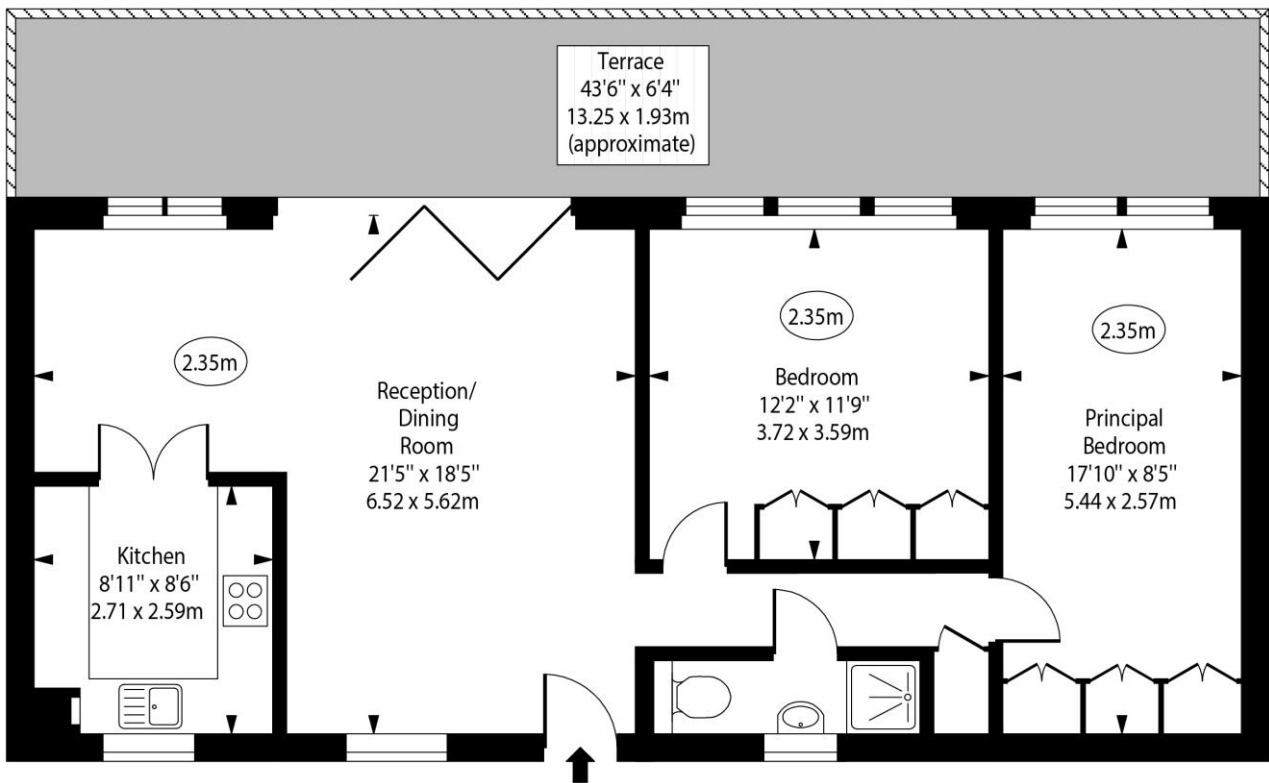 Terrace
43'6" x 6'4"
13.25 x 1.93m
(approximate)
2.35m
Reception/
Dining
Room
21'5" x 18'5"
6.52 x 5.62m
2.35m
Bedroom
12'2" x 11'9"
3.72 x 3.59m
2.35m
Principal
Bedroom
17'10" x 8'5"
5.44 x 2.57m
Kitchen
8'11" x 8'6"
2.71 x 2.59m